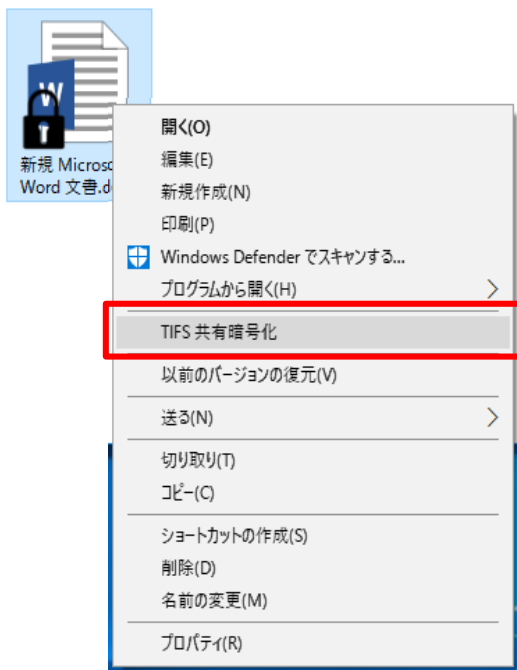 W
新規 Microso
Word 文書.d
開く(O)
編集(E)
新規作成(N)
印刷(P)
Windows Defender でスキャンする...
プログラムから開く(H)
TIFS 共有暗号化
以前のバージョンの復元(V)
送る(N)
切り取り(T)
コピー(C)
ショートカットの作成(S)
削除(D)
名前の変更(M)
プロパティ(R)